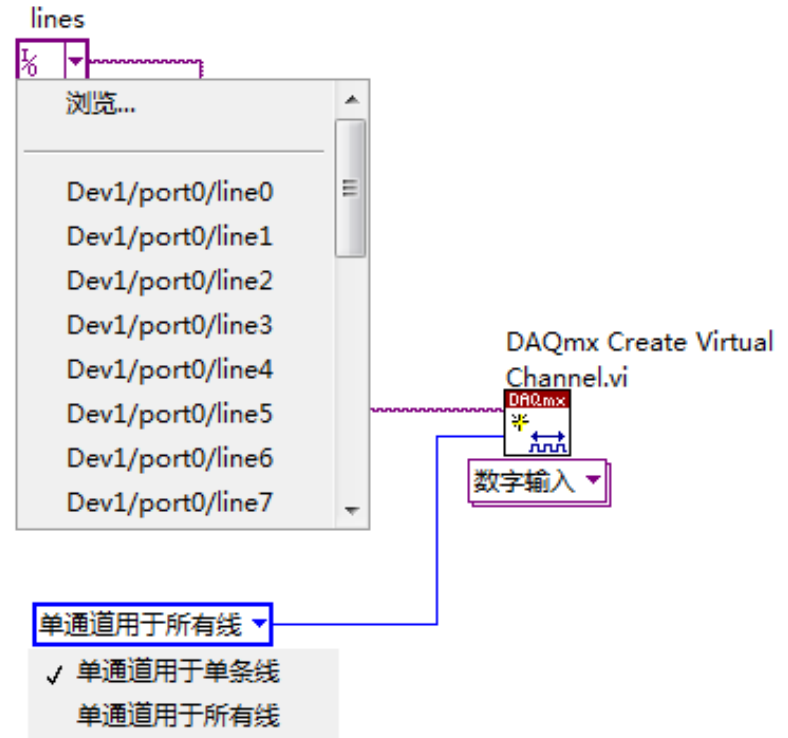 lines
I/O
浏览...
Dev1/port0/line0
Dev1/port0/line1
Dev1/port0/line2
Dev1/port0/line3
Dev1/port0/line4
Dev1/port0/line5
Dev1/port0/line6
Dev1/port0/line7
DAQmx Create Virtual
Channel.vi
DAQmx
数字输入
单通道用于所有线
✓ 单通道用于单条线
单通道用于所有线